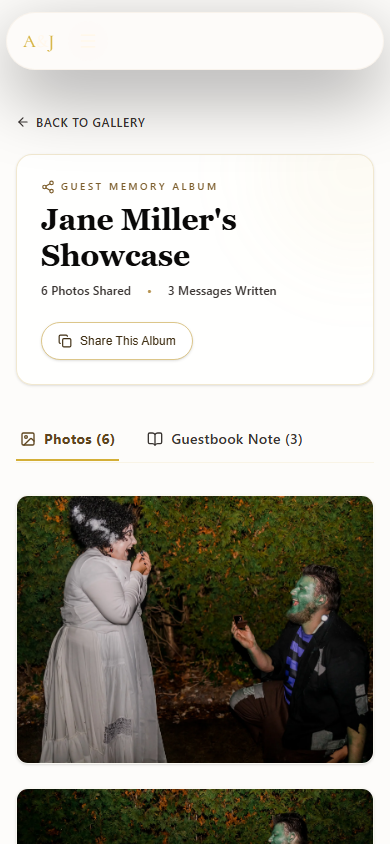 A J
BACK TO GALLERY
GUEST MEMORY ALBUM
Jane Miller's
Showcase
6 Photos Shared • 3 Messages Written
Share This Album
Photos (6) Guestbook Note (3)